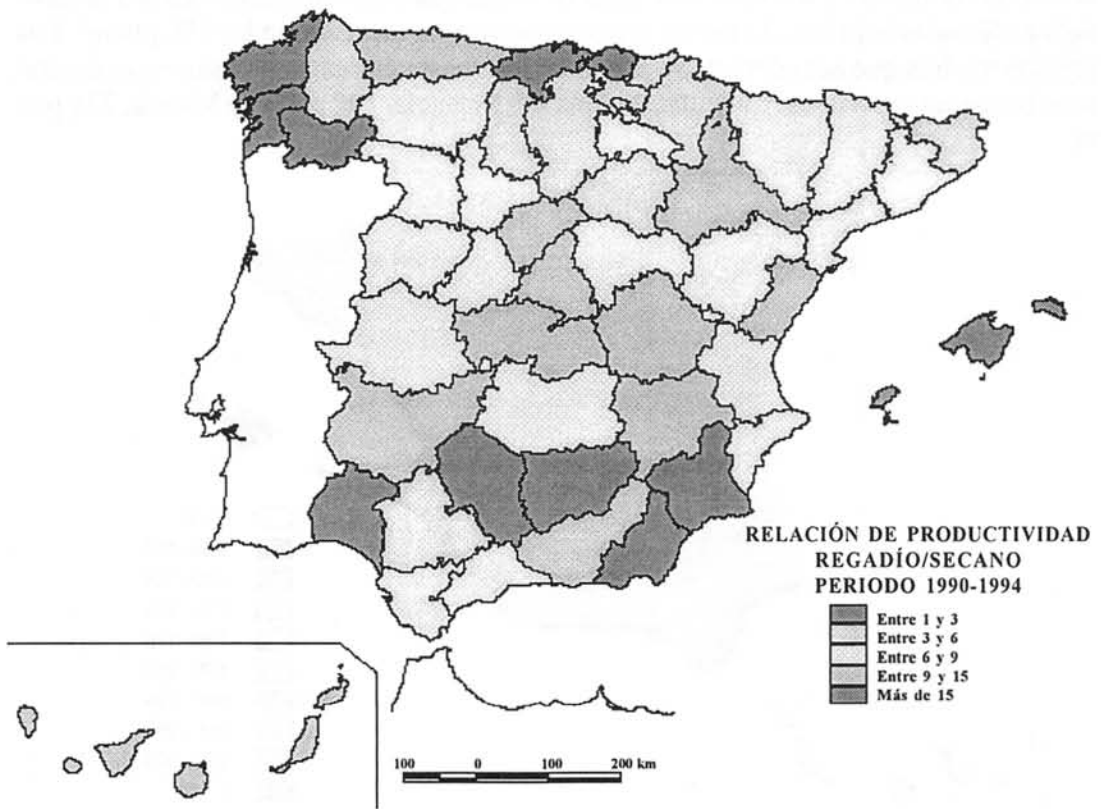 RELACIÓN DE PRODUCTIVIDAD
REGADÍO/SECANO
PERIODO 1990-1994
Entre 1 y 3
Entre 3 y 6
Entre 6 y 9
Entre 9 y 15
Más de 15
100 0 100 200 km